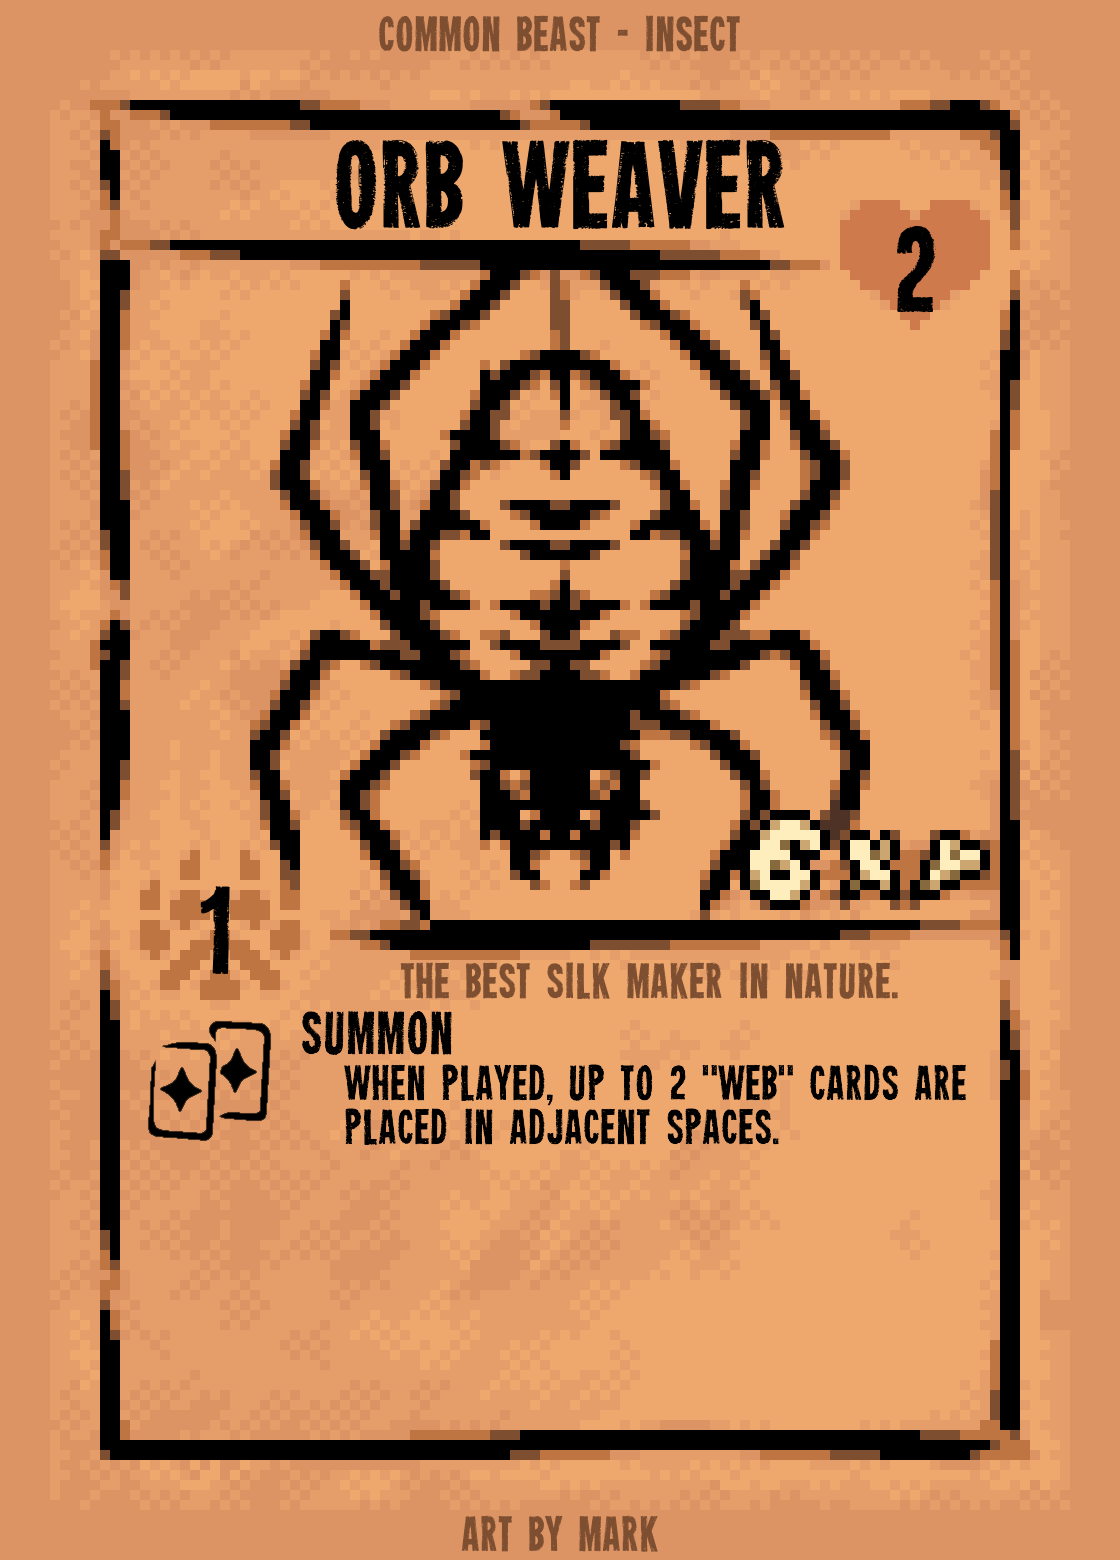 COMMON BEAST - INSECT
ORB WEAVER
2
6 X
1
THE BEST SILK MAKER IN NATURE.
SUMMON
WHEN PLAYED, UP TO 2 "WEB" CARDS ARE
PLACED IN ADJACENT SPACES.
ART BY MARK